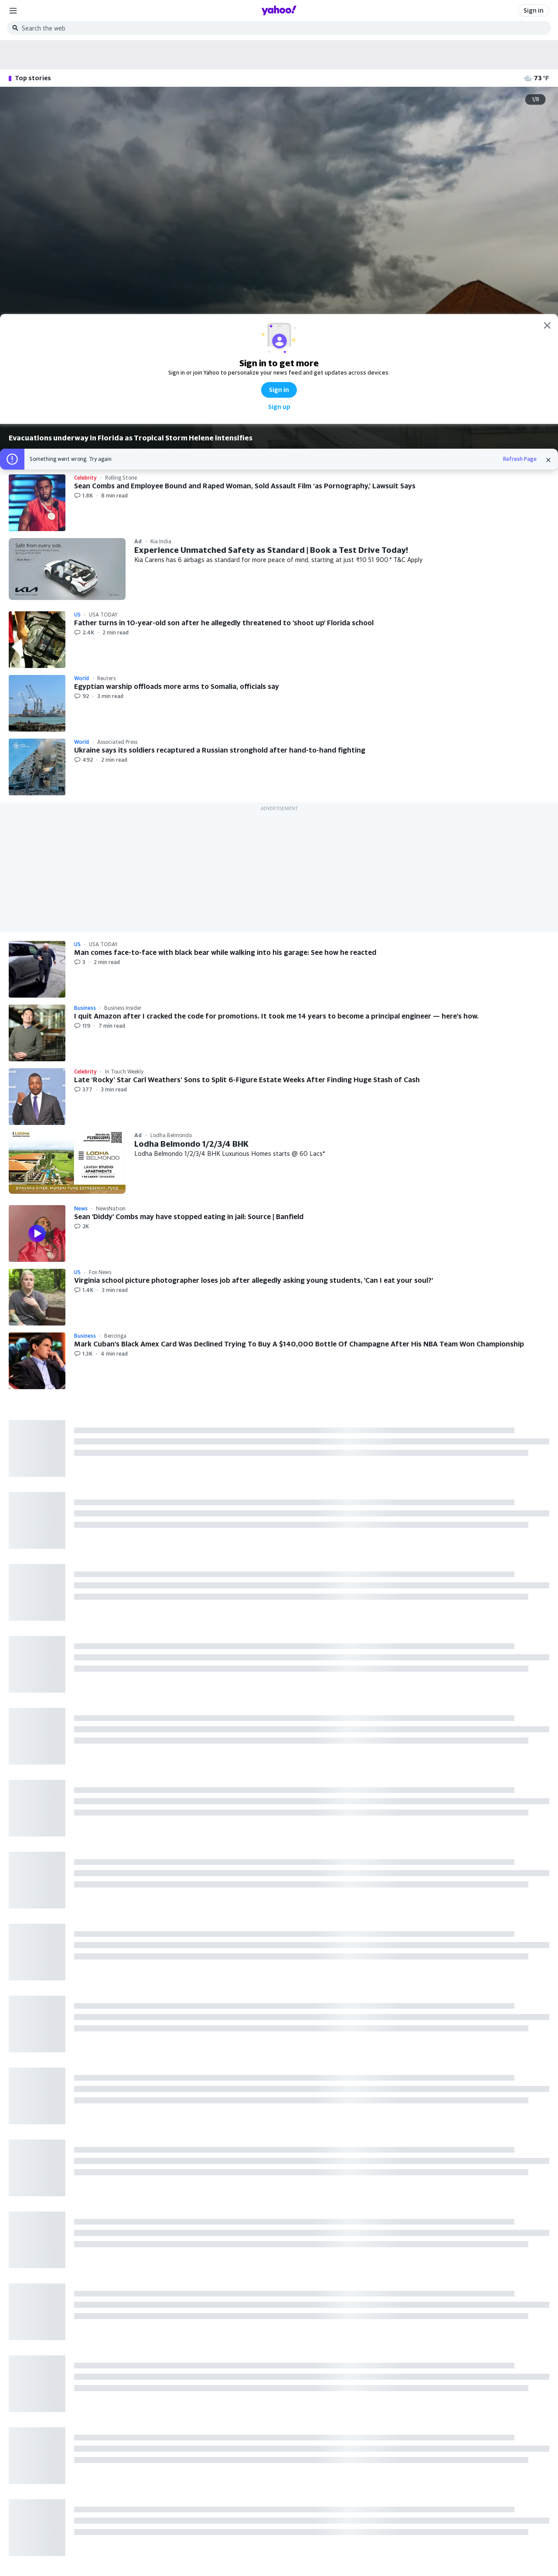 yahoo!
Sign in
Search the web
Top stories
73 °F
1/8
Sign in to get more
Sign in or join Yahoo to personalize your news feed and get updates across devices.
Sign in
Sign up
Evacuations underway in Florida as Tropical Storm Helene intensifies
Something went wrong. Try again.
Refresh Page
Celebrity · Rolling Stone
Sean Combs and Employee Bound and Raped Woman, Sold Assault Film ‘as Pornography,’ Lawsuit Says
1.8K · 8 min read
Safe from every side.
KIA
Ad · Kia India
Experience Unmatched Safety as Standard | Book a Test Drive Today!
Kia Carens has 6 airbags as standard for more peace of mind, starting at just ₹10 51 900.* T&C Apply
US · USA TODAY
Father turns in 10-year-old son after he allegedly threatened to 'shoot up' Florida school
2.4K · 2 min read
World · Reuters
Egyptian warship offloads more arms to Somalia, officials say
92 · 3 min read
World · Associated Press
Ukraine says its soldiers recaptured a Russian stronghold after hand-to-hand fighting
492 · 2 min read
ADVERTISEMENT
US · USA TODAY
Man comes face-to-face with black bear while walking into his garage: See how he reacted
3 · 2 min read
Business · Business Insider
I quit Amazon after I cracked the code for promotions. It took me 14 years to become a principal engineer — here's how.
119 · 7 min read
Celebrity · In Touch Weekly
Late ‘Rocky’ Star Carl Weathers’ Sons to Split 6-Figure Estate Weeks After Finding Huge Stash of Cash
377 · 3 min read
LODHA
BELMONDO
Ad · Lodha Belmondo
Lodha Belmondo 1/2/3/4 BHK
Lodha Belmondo 1/2/3/4 BHK Luxurious Homes starts @ 60 Lacs*
News · NewsNation
Sean ‘Diddy’ Combs may have stopped eating in jail: Source | Banfield
2K
US · Fox News
Virginia school picture photographer loses job after allegedly asking young students, 'Can I eat your soul?'
1.4K · 3 min read
Business · Benzinga
Mark Cuban's Black Amex Card Was Declined Trying To Buy A $140,000 Bottle Of Champagne After His NBA Team Won Championship
1.3K · 4 min read